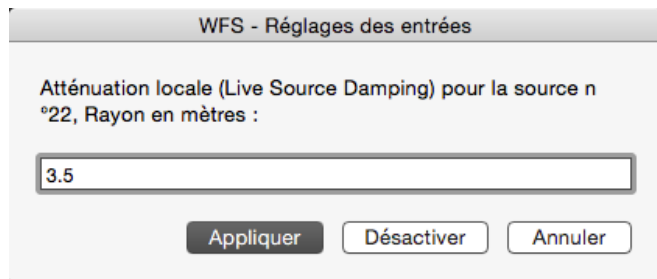 WFS - Réglages des entrées
Atténuation locale (Live Source Damping) pour la source n
°22, Rayon en mètres :
3.5
Appliquer Désactiver Annuler